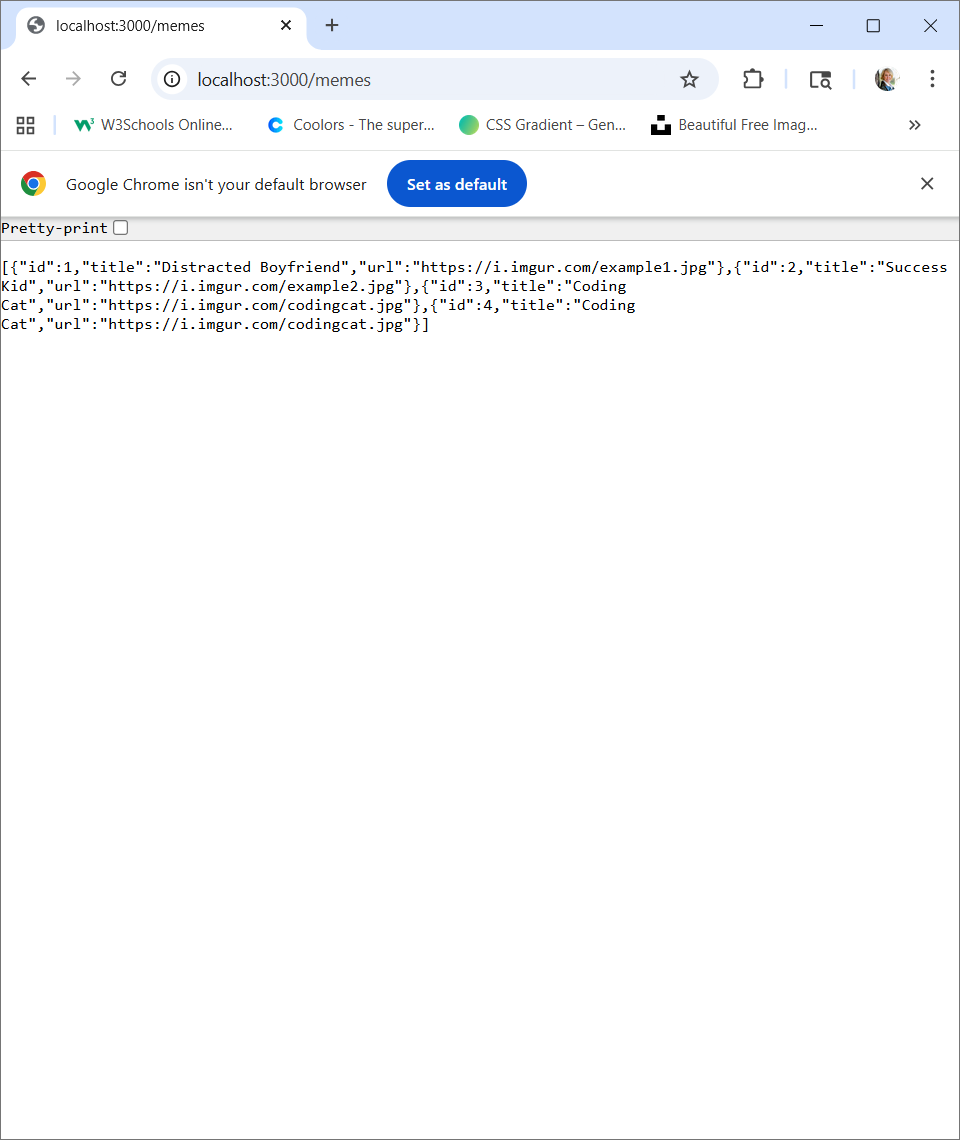 localhost:3000/memes
localhost:3000/memes
W3Schools Online... Coolors - The super... CSS Gradient – Gen... Beautiful Free Imag...
Google Chrome isn't your default browser Set as default
Pretty-print
[{"id":1,"title":"Distracted Boyfriend","url":"https://i.imgur.com/example1.jpg"},{"id":2,"title":"Success
Kid","url":"https://i.imgur.com/example2.jpg"},{"id":3,"title":"Coding
Cat","url":"https://i.imgur.com/codingcat.jpg"},{"id":4,"title":"Coding
Cat","url":"https://i.imgur.com/codingcat.jpg"}]